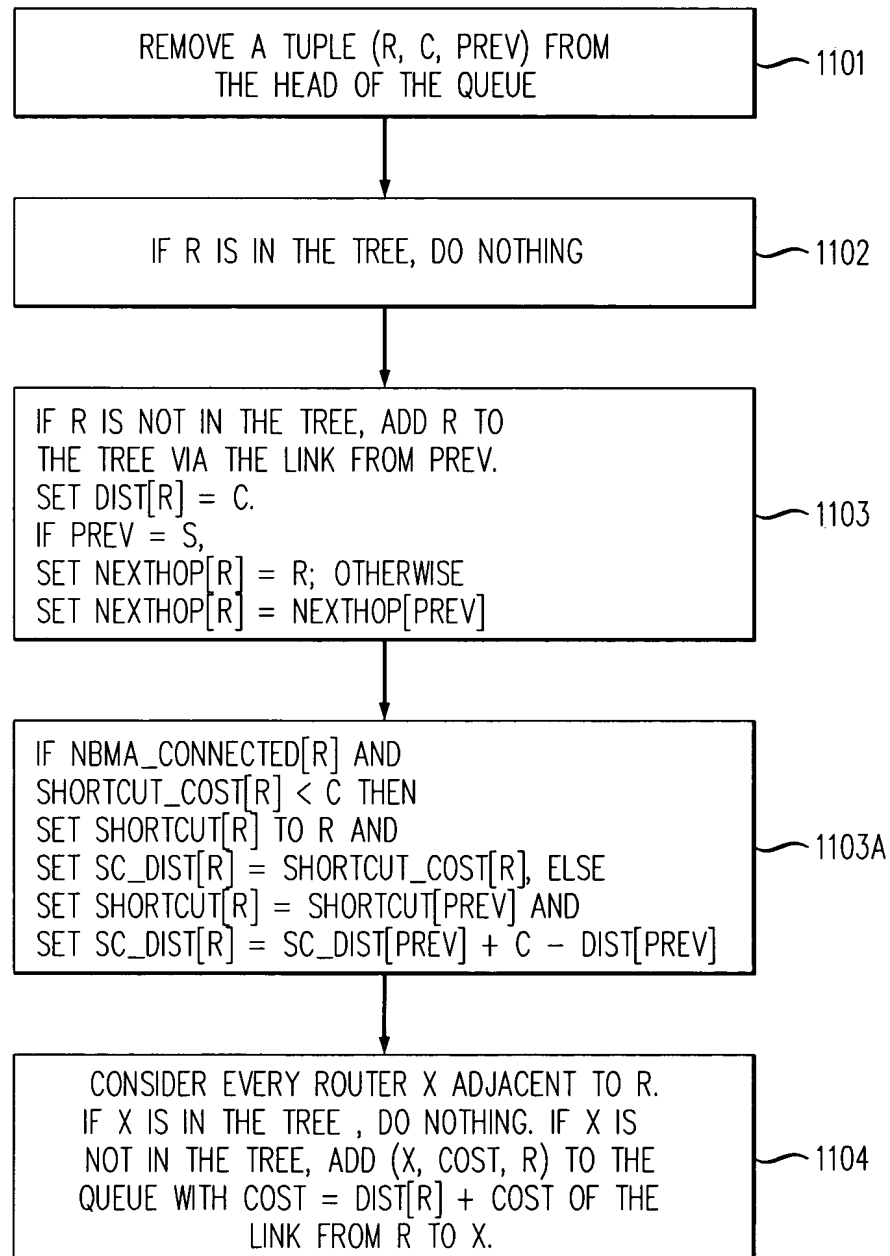 REMOVE A TUPLE (R, C, PREV) FROM
THE HEAD OF THE QUEUE
1101
IF R IS IN THE TREE, DO NOTHING
1102
IF R IS NOT IN THE TREE, ADD R TO
THE TREE VIA THE LINK FROM PREV.
SET DIST[R] = C.
IF PREV = S,
SET NEXTHOP[R] = R; OTHERWISE
SET NEXTHOP[R] = NEXTHOP[PREV]
1103
IF NBMA_CONNECTED[R] AND
SHORTCUT_COST[R] < C THEN
SET SHORTCUT[R] TO R AND
SET SC_DIST[R] = SHORTCUT_COST[R], ELSE
SET SHORTCUT[R] = SHORTCUT[PREV] AND
SET SC_DIST[R] = SC_DIST[PREV] + C - DIST[PREV]
1103A
CONSIDER EVERY ROUTER X ADJACENT TO R.
IF X IS IN THE TREE , DO NOTHING. IF X IS
NOT IN THE TREE, ADD (X, COST, R) TO THE
QUEUE WITH COST = DIST[R] + COST OF THE
LINK FROM R TO X.
1104